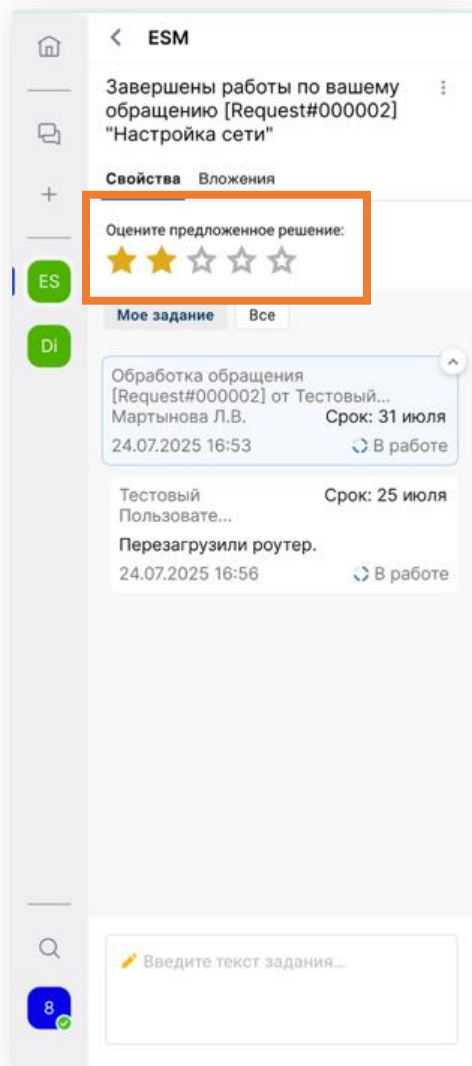 ESM
Завершены работы по вашему
обращению [Request#000002]
"Настройка сети"
Свойства Вложения
Оцените предложенное решение:
ES
Мое задание Все
Di
Обработка обращения
[Request#000002] от Тестовый...
Мартынова Л.В. Срок: 31 июля
24.07.2025 16:53 В работе
Тестовый Срок: 25 июля
Пользовате...
Перезагрузили роутер.
24.07.2025 16:56 В работе
Введите текст задания...
8